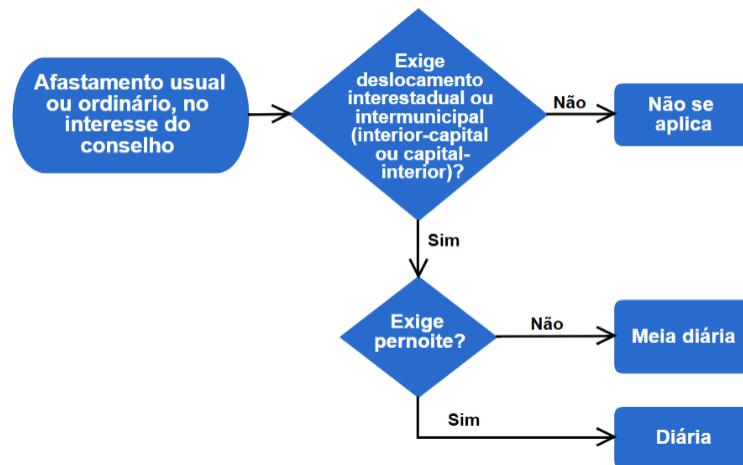 Afastamento usual
ou ordinário, no
interesse do
conselho
Exige
deslocamento
interestadual ou
intermunicipal
(interior-capital
ou capital-
interior)?
Não
Não se
aplica
Sim
Exige
pernoite?
Não
Meia diária
Sim
Diária